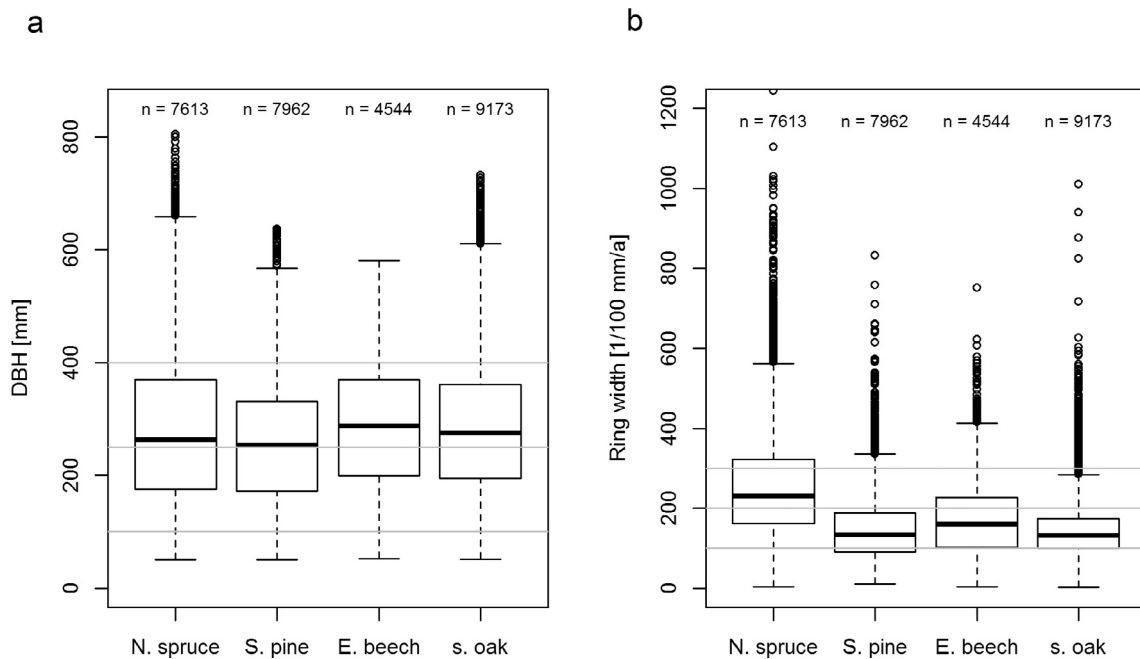 a
n = 7613 n = 7962 n = 4544 n = 9173
DBH [mm]
800
600
400
200
0
N. spruce S. pine E. beech s. oak
b
n = 7613 n = 7962 n = 4544 n = 9173
Ring width [1/100 mm/a]
1200
1000
800
600
400
200
0
N. spruce S. pine E. beech s. oak